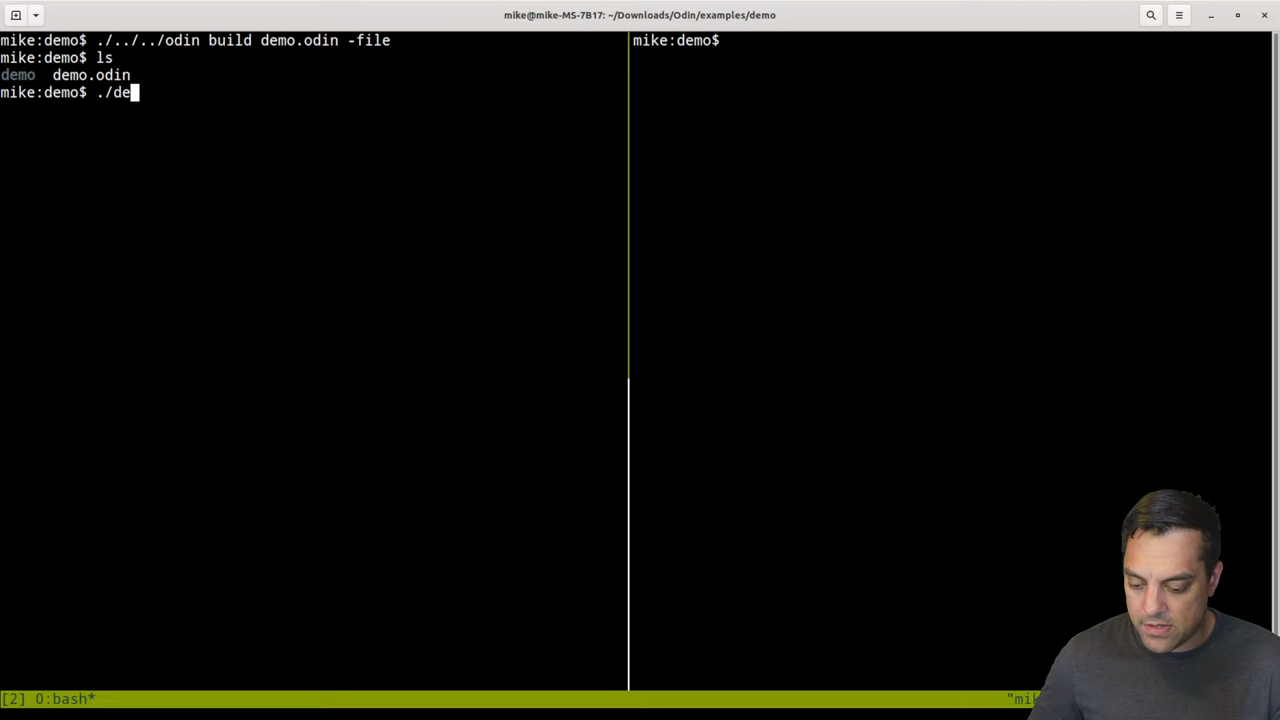 mike@mike-MS-7B17: ~/Downloads/Odin/examples/demo
mike:demo$ ./../../odin build demo.odin -file
mike:demo$ ls
demo  demo.odin
mike:demo$ ./de
mike:demo$
[2] 0:bash*
"mi